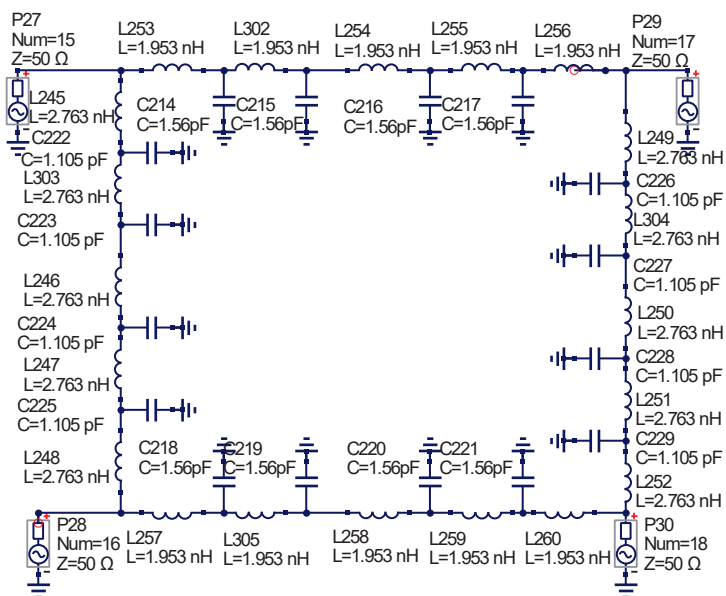 P27
Num=15
Z=50 Ω
L253
L=1.953 nH
L302
L=1.953 nH
L254
L=1.953 nH
L255
L=1.953 nH
L256
L=1.953 nH
P29
Num=17
Z=50 Ω
L245
L=2.763 nH
C214
C=1.56pF
C215
C=1.56pF
C216
C=1.56pF
C217
C=1.56pF
C222
C=1.105 pF
L303
L=2.763 nH
C223
C=1.105 pF
L246
L=2.763 nH
C224
C=1.105 pF
L247
L=2.763 nH
C225
C=1.105 pF
L248
L=2.763 nH
L249
L=2.763 nH
C226
C=1.105 pF
L304
L=2.763 nH
C227
C=1.105 pF
L250
L=2.763 nH
C228
C=1.105 pF
L251
L=2.763 nH
C229
C=1.105 pF
L252
L=2.763 nH
C218
C=1.56pF
C219
C=1.56pF
C220
C=1.56pF
C221
C=1.56pF
P28
Num=16
Z=50 Ω
L257
L=1.953 nH
L305
L=1.953 nH
L258
L=1.953 nH
L259
L=1.953 nH
L260
L=1.953 nH
P30
Num=18
Z=50 Ω